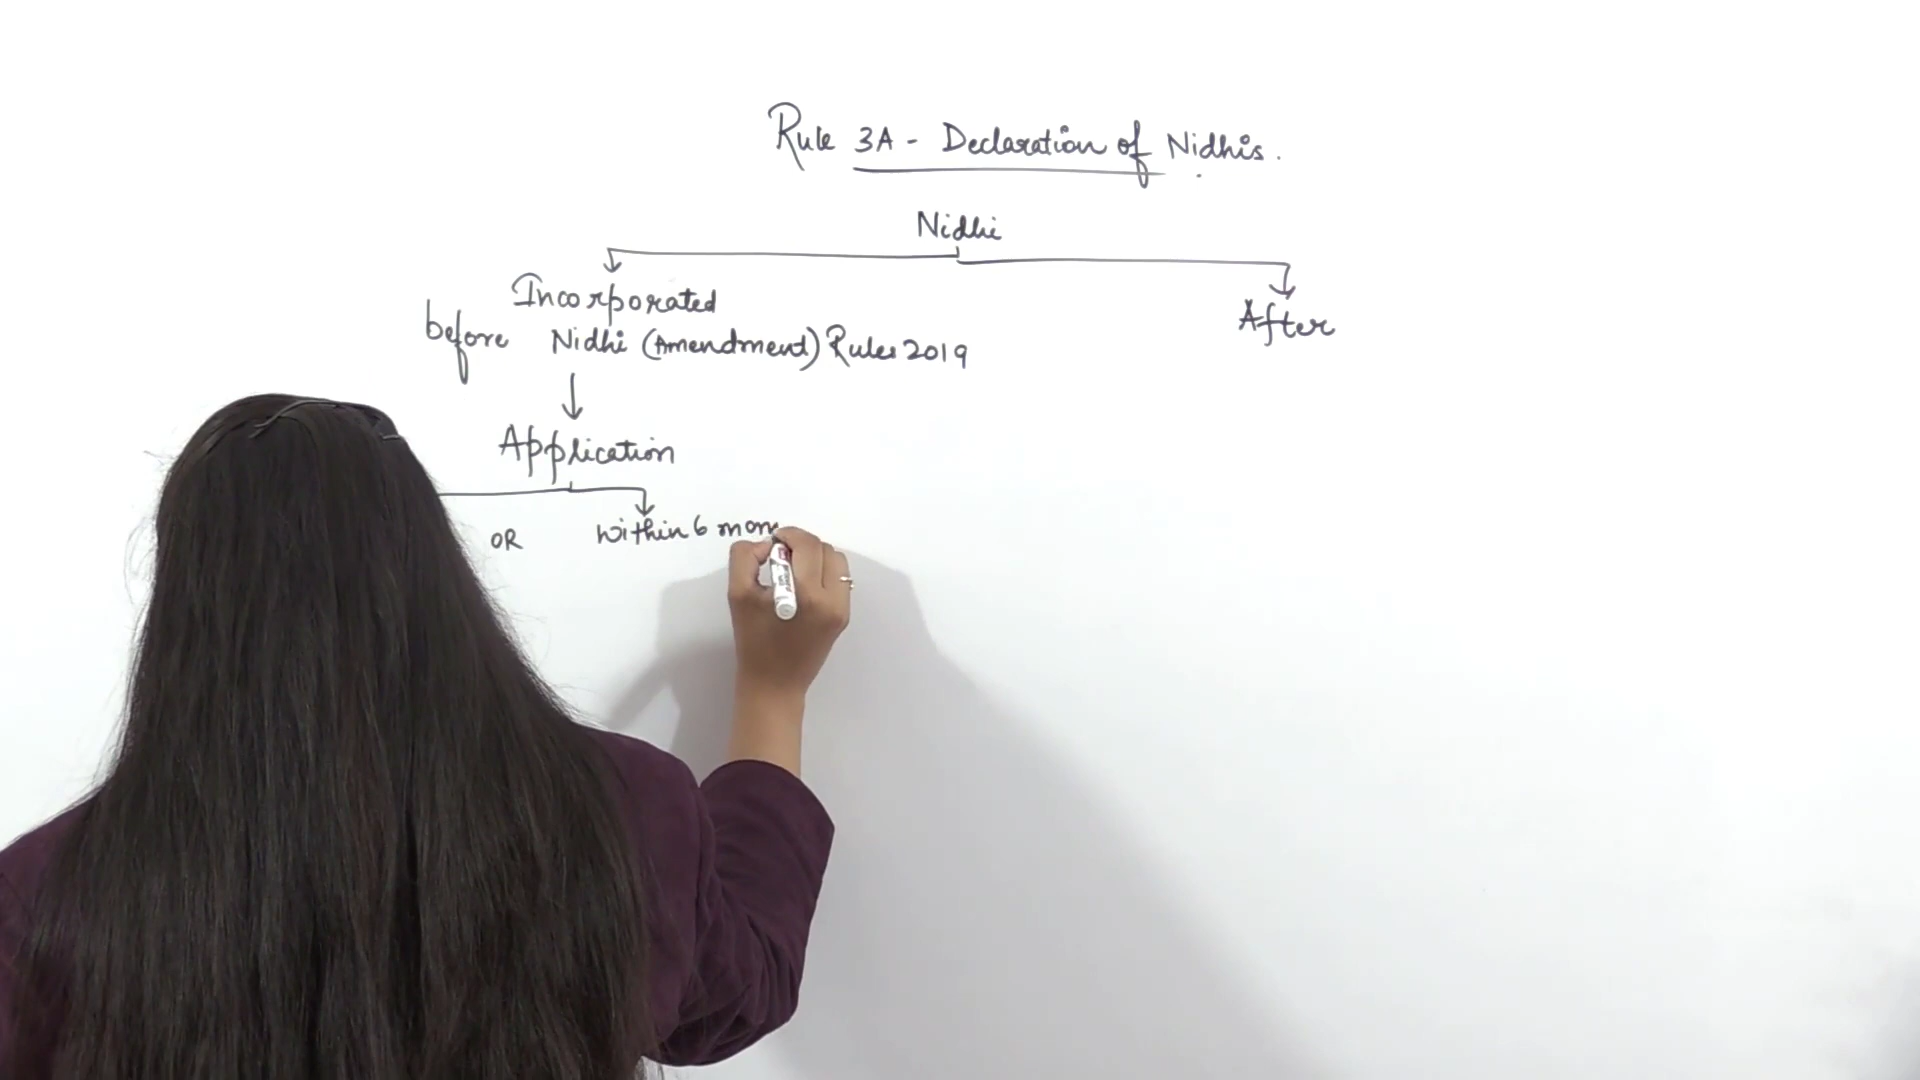 Rule 3A - Declaration of Nidhis.
Nidhi
Incorporated
before Nidhi (Amendment) Rules 2019
After
Application
OR within 6 mon